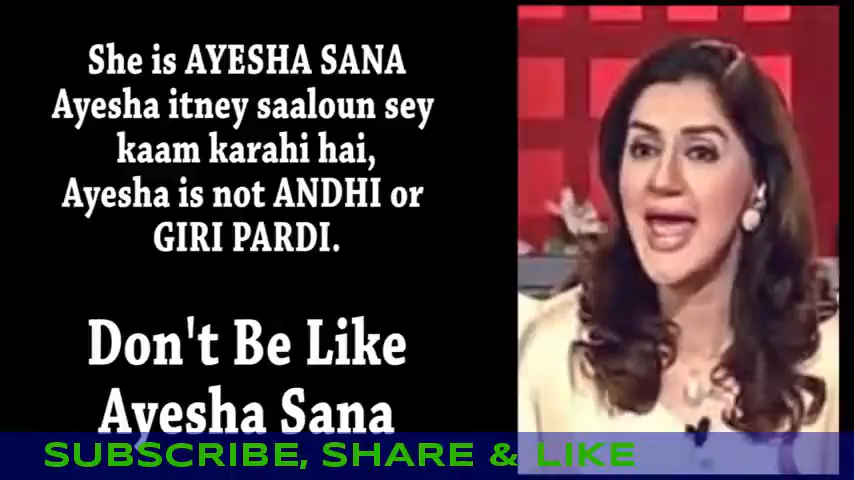 She is AYESHA SANA
Ayesha itney saaloun sey
kaam karahi hai,
Ayesha is not ANDHI or
GIRI PARDI.
Don't Be Like
Ayesha Sana
SUBSCRIBE, SHARE & LIKE